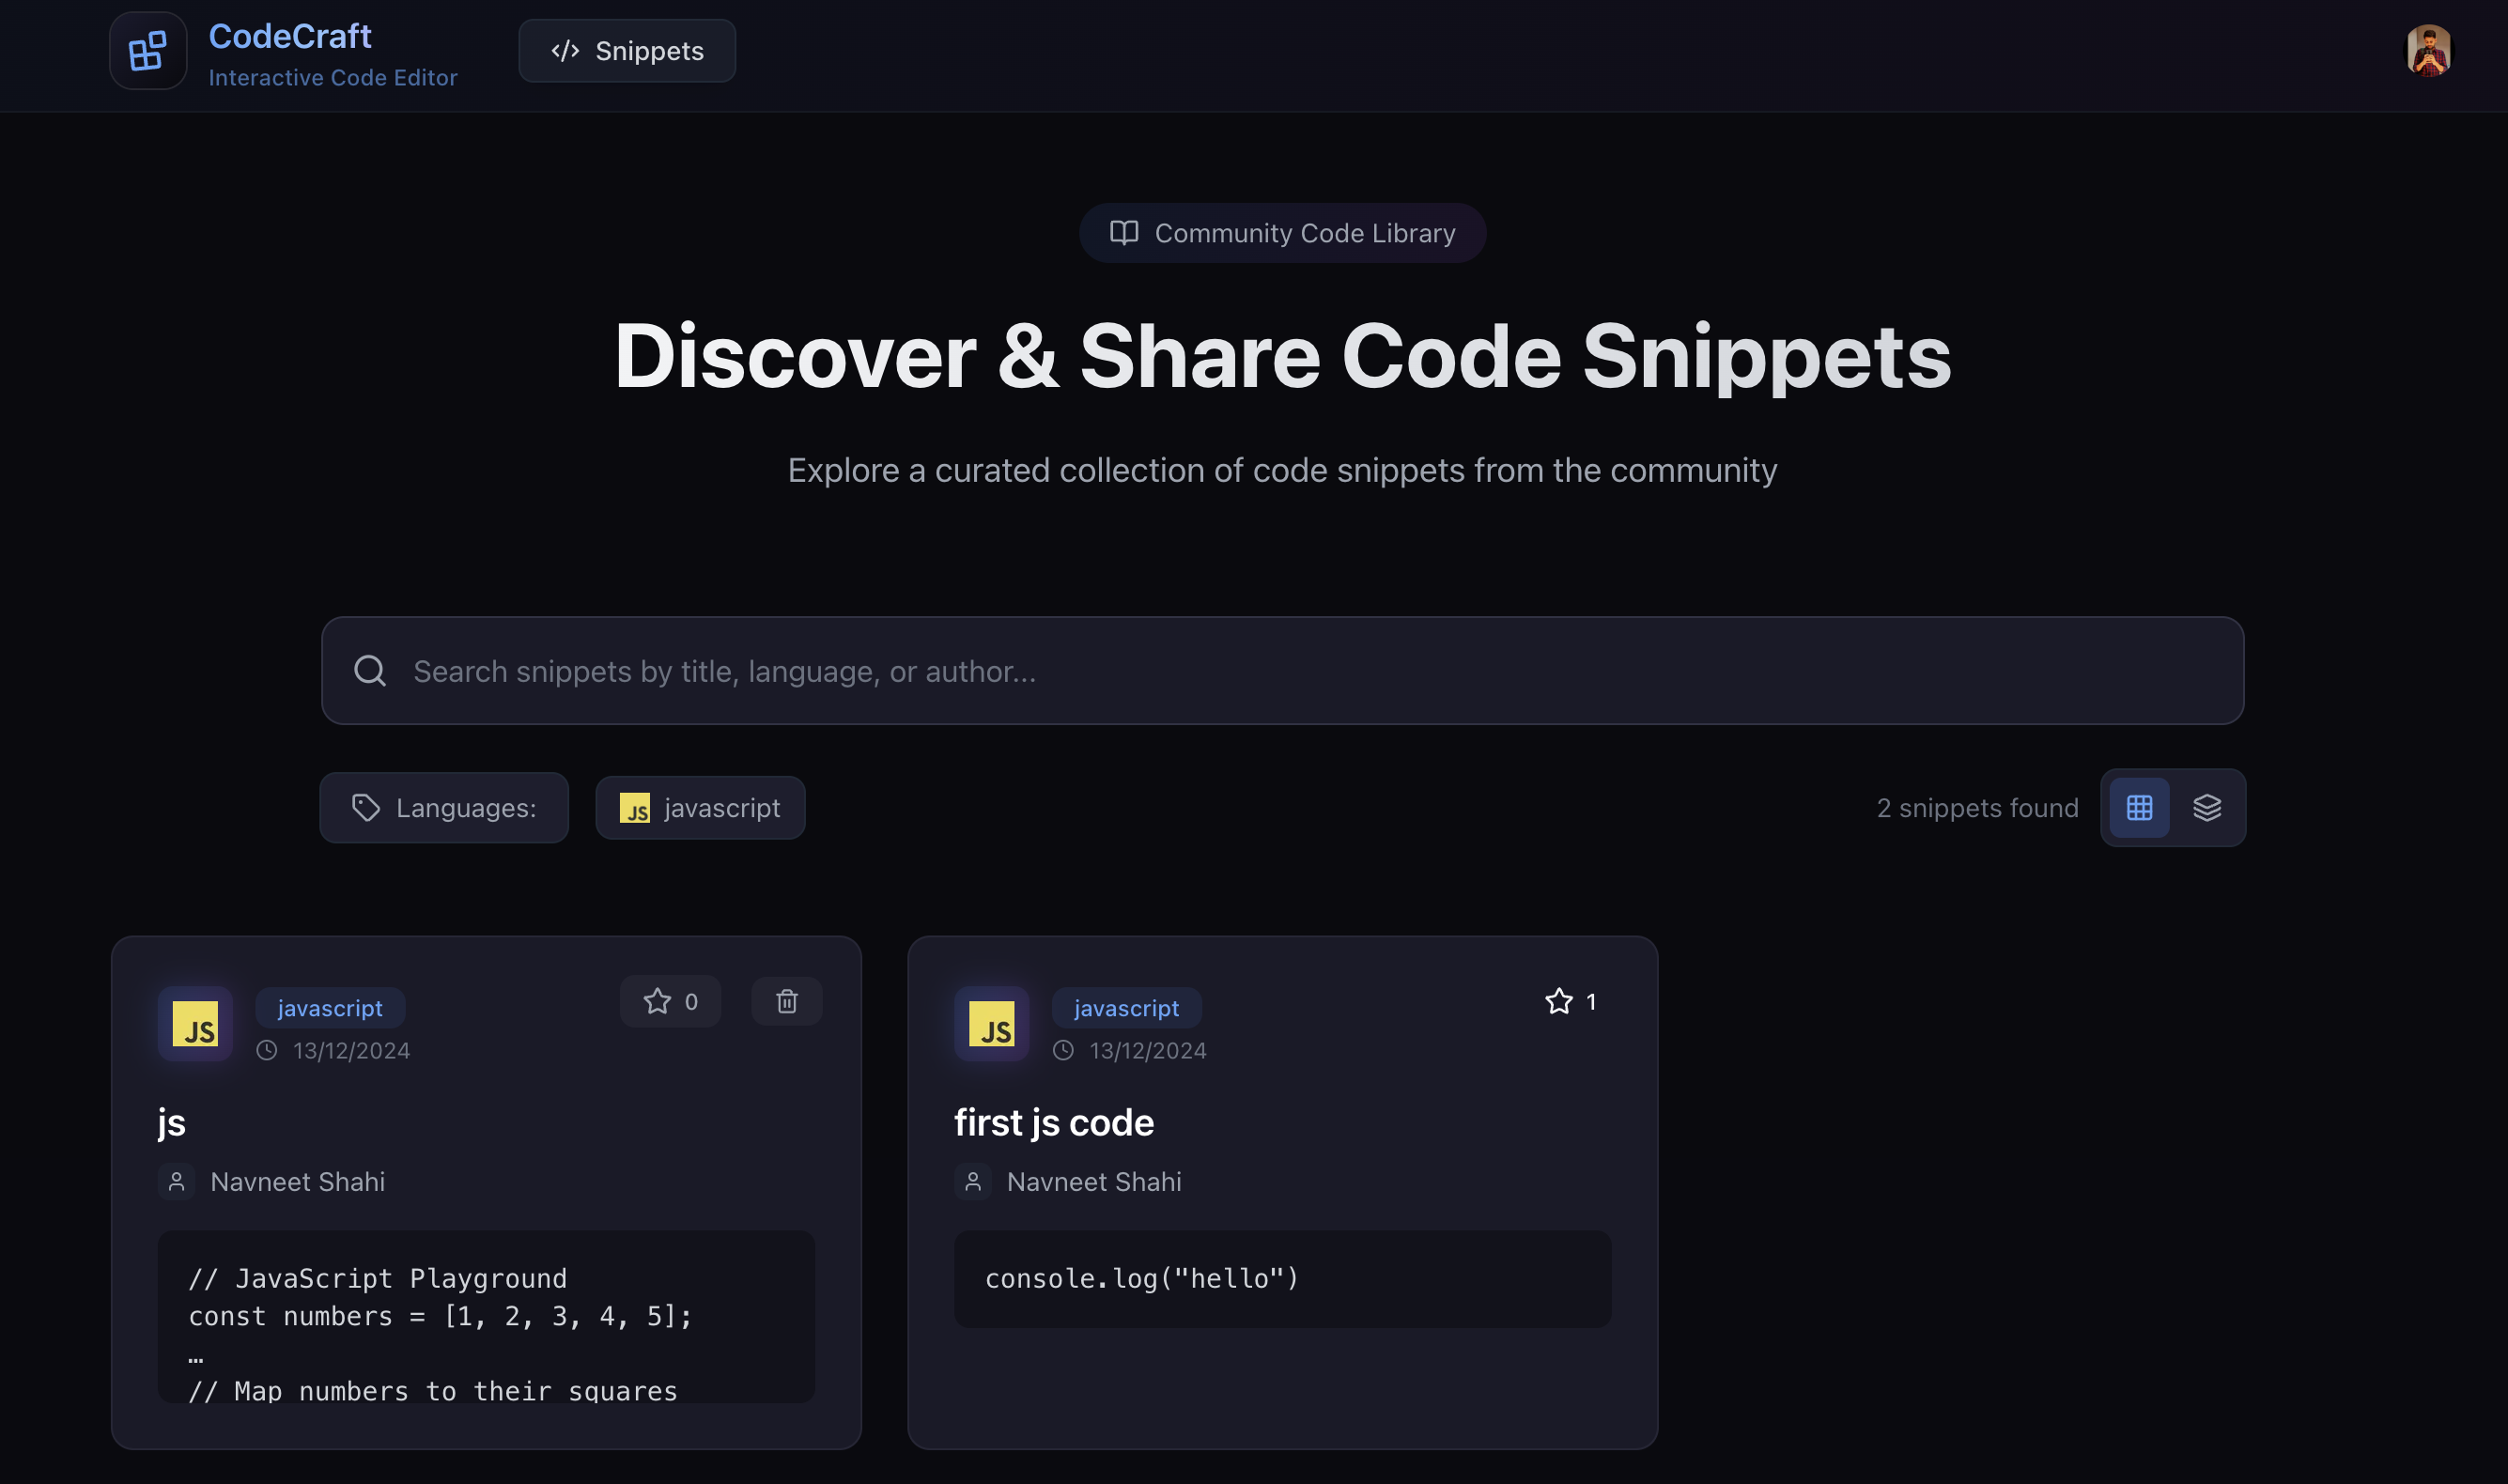 CodeCraft
Interactive Code Editor
</> Snippets
Community Code Library
Discover & Share Code Snippets
Explore a curated collection of code snippets from the community
Search snippets by title, language, or author...
Languages:
JS javascript
2 snippets found
JS
javascript
13/12/2024
0
js
Navneet Shahi
// JavaScript Playground
const numbers = [1, 2, 3, 4, 5];
…
// Map numbers to their squares
JS
javascript
13/12/2024
1
first js code
Navneet Shahi
console.log("hello")